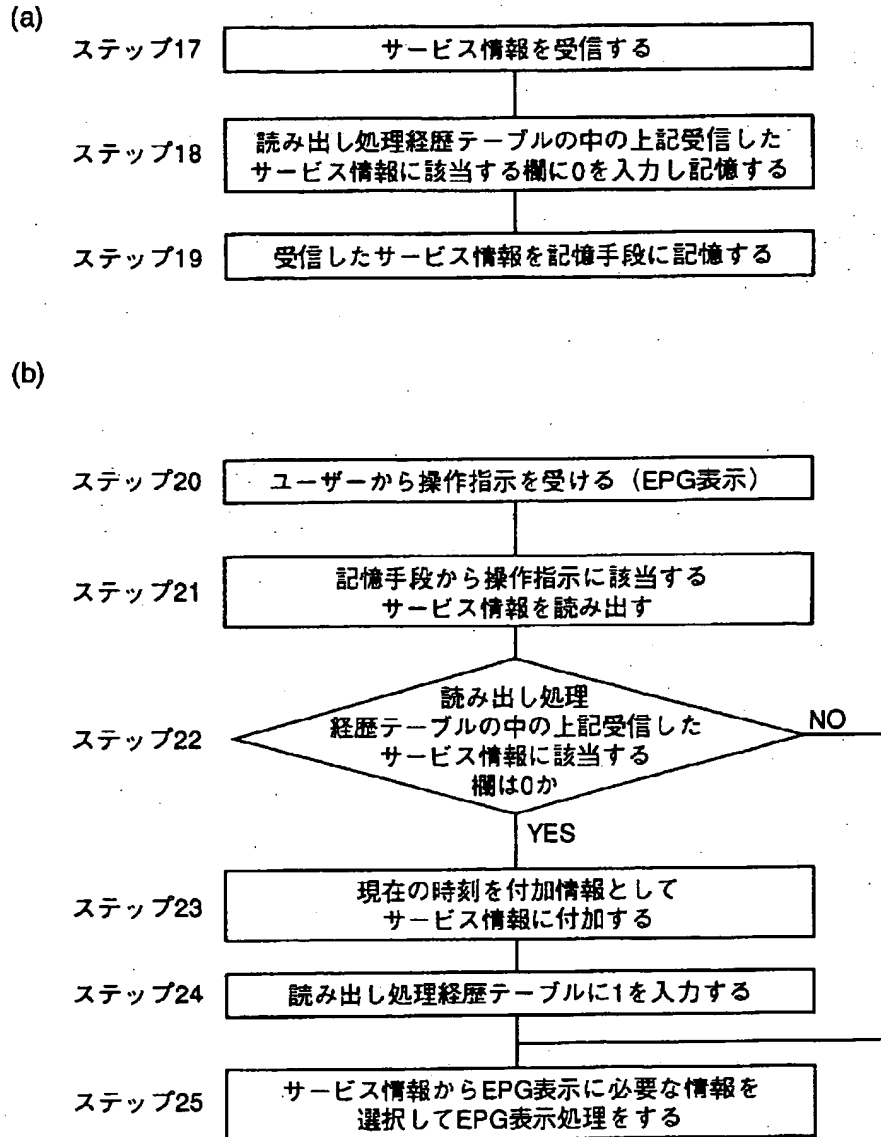 (a)
ステップ17
サービス情報を受信する
ステップ18
読み出し処理経歴テーブルの中の上記受信した
サービス情報に該当する欄に0を入力し記憶する
ステップ19
受信したサービス情報を記憶手段に記憶する
(b)
ステップ20
ユーザーから操作指示を受ける（EPG表示）
ステップ21
記憶手段から操作指示に該当する
サービス情報を読み出す
ステップ22
読み出し処理
経歴テーブルの中の上記受信した
サービス情報に該当する
欄は0か
NO
YES
ステップ23
現在の時刻を付加情報として
サービス情報に付加する
ステップ24
読み出し処理経歴テーブルに1を入力する
ステップ25
サービス情報からEPG表示に必要な情報を
選択してEPG表示処理をする